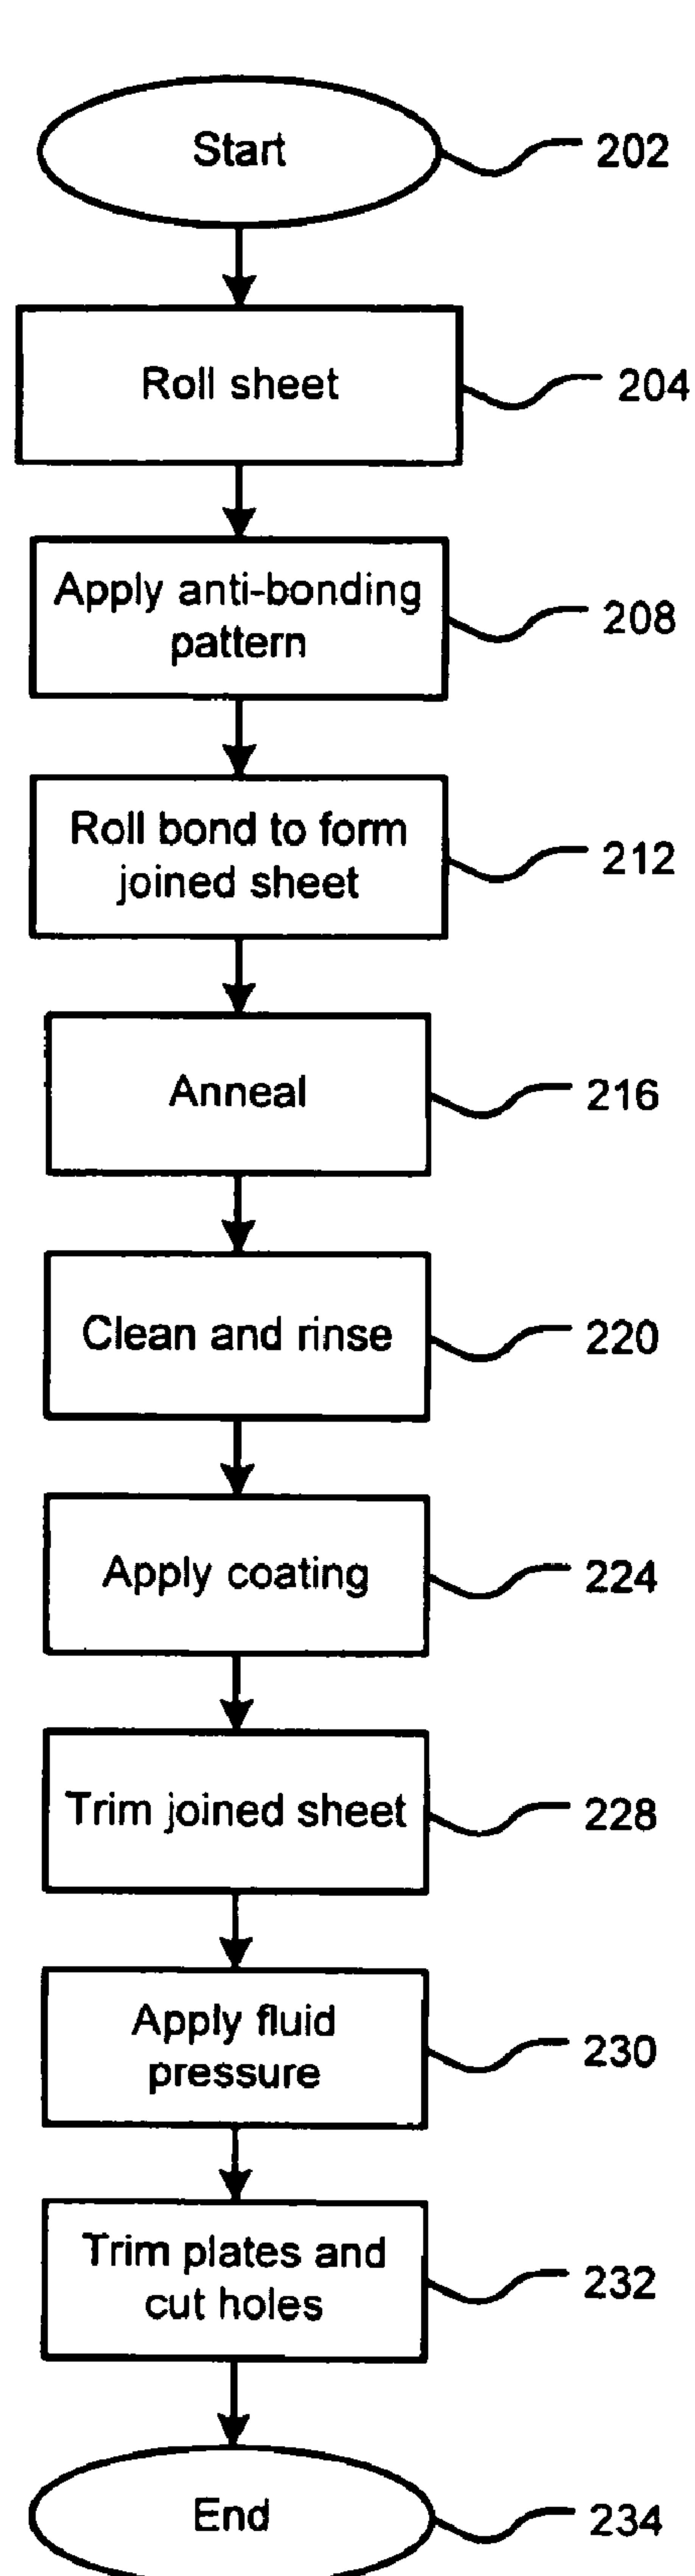 Start
202
Roll sheet
204
Apply anti-bonding
pattern
208
Roll bond to form
joined sheet
212
Anneal
216
Clean and rinse
220
Apply coating
224
Trim joined sheet
228
Apply fluid
pressure
230
Trim plates and
cut holes
232
End
234